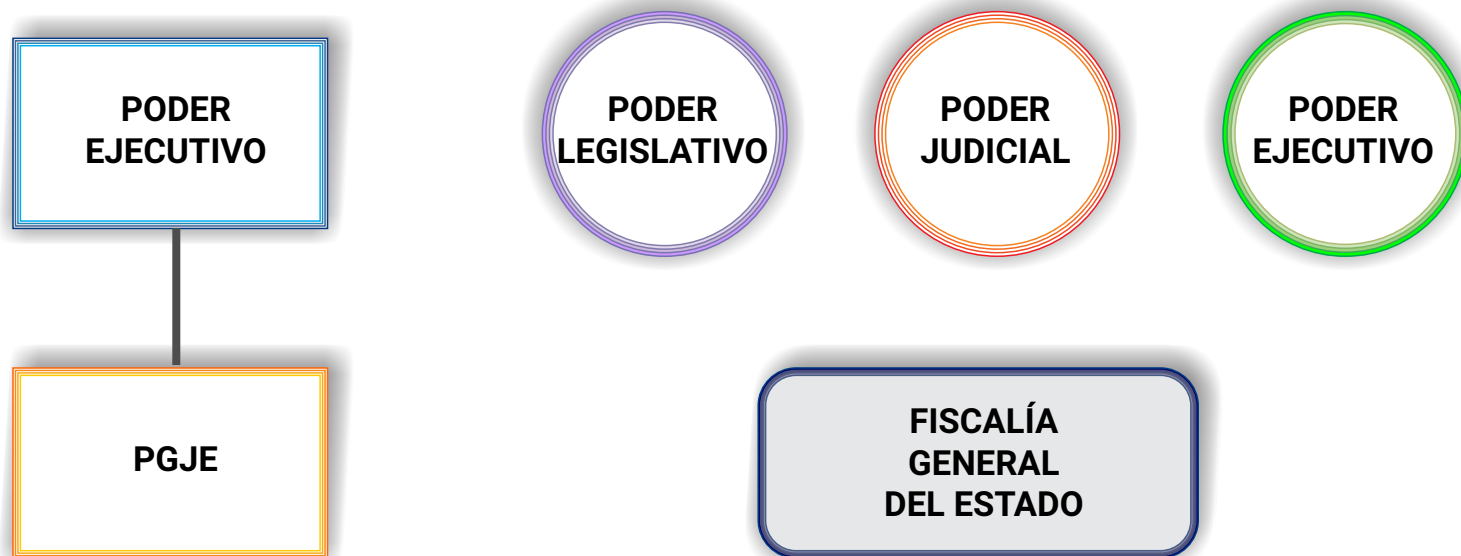 PODER
EJECUTIVO
PODER
LEGISLATIVO
PODER
JUDICIAL
PODER
EJECUTIVO
PGJE
FISCALÍA
GENERAL
DEL ESTADO